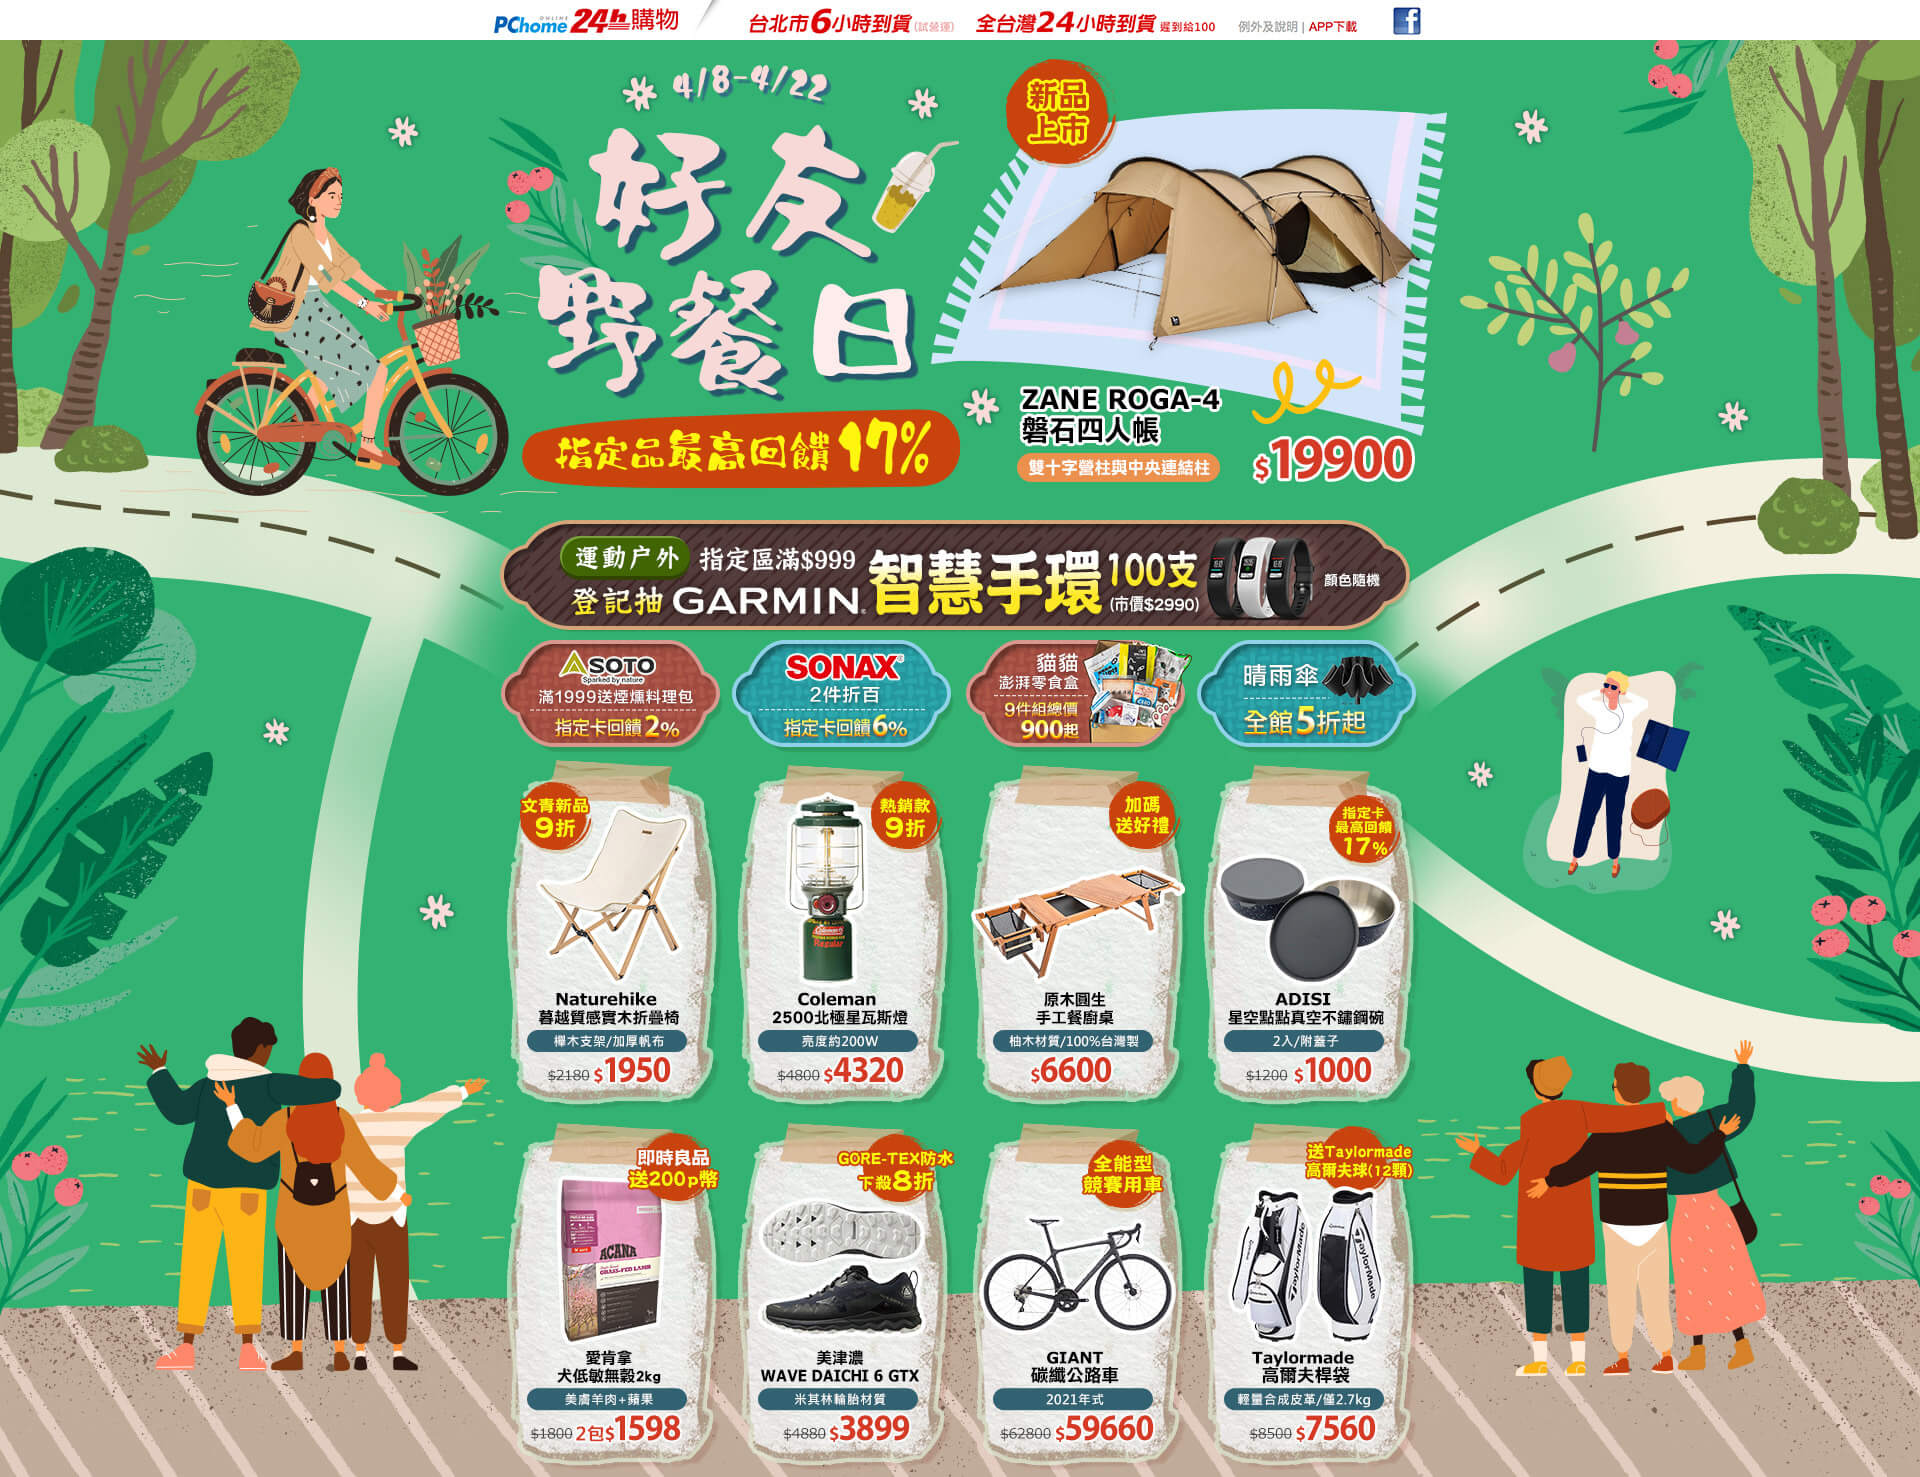 PChome ONLINE 24h購物
台北市6小時到貨(試營運) 全台灣24小時到貨 遲到給100 例外及說明 | APP下載
4/8-4/22
好友
野餐日
指定品最高回饋17%
新品
上市
ZANE ROGA-4
磐石四人帳
雙十字營柱與中央連結柱
$19900
運動戶外 指定區滿$999
登記抽 GARMIN. 智慧手環100支
(市價$2990)
顏色隨機
SOTO
Sparked by nature
滿1999送煙燻料理包
指定卡回饋2%
SONAX®
2件折百
指定卡回饋6%
貓貓
澎湃零食盒
9件組總價
900起
晴雨傘
全館5折起
文青新品
9折
Naturehike
暮越質感實木折疊椅
櫸木支架/加厚帆布
$2180 $1950
熱銷款
9折
Coleman
Regular
Coleman
2500北極星瓦斯燈
亮度約200W
$4800 $4320
加碼
送好禮
原木圓生
手工餐廚桌
柚木材質/100%台灣製
$6600
指定卡
最高回饋
17%
ADISI
星空點點真空不鏽鋼碗
2入/附蓋子
$1200 $1000
即時良品
送200p幣
ACANA
GRASS-FED LAMB
愛肯拿
犬低敏無穀2kg
美膚羊肉+蘋果
$1800 2包$1598
GORE-TEX防水
下殺8折
美津濃
WAVE DAICHI 6 GTX
米其林輪胎材質
$4880 $3899
全能型
競賽用車
GIANT
碳纖公路車
2021年式
$62800 $59660
送Taylormade
高爾夫球(12顆)
TaylorMade
TaylorMade
Taylormade
高爾夫桿袋
輕量合成皮革/僅2.7kg
$8500 $7560